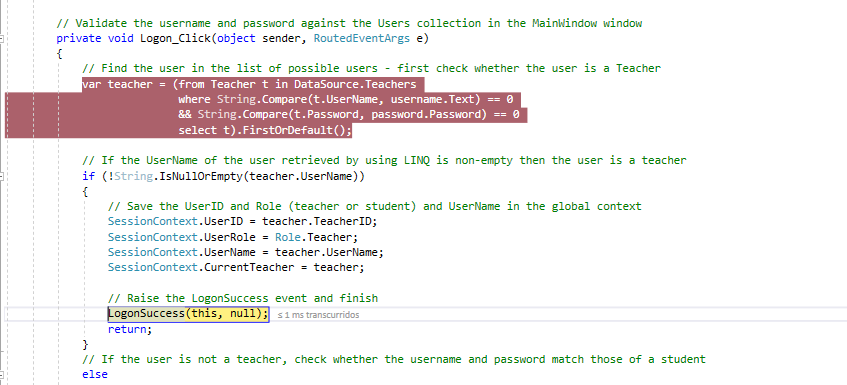 // Validate the username and password against the Users collection in the MainWindow window
private void Logon_Click(object sender, RoutedEventArgs e)
{
// Find the user in the list of possible users - first check whether the user is a Teacher
var teacher = (from Teacher t in DataSource.Teachers
where String.Compare(t.UserName, username.Text) == 0
&& String.Compare(t.Password, password.Password) == 0
select t).FirstOrDefault();
// If the UserName of the user retrieved by using LINQ is non-empty then the user is a teacher
if (!String.IsNullOrEmpty(teacher.UserName))
{
// Save the UserID and Role (teacher or student) and UserName in the global context
SessionContext.UserID = teacher.TeacherID;
SessionContext.UserRole = Role.Teacher;
SessionContext.UserName = teacher.UserName;
SessionContext.CurrentTeacher = teacher;
// Raise the LogonSuccess event and finish
LogonSuccess(this, null); ≤ 1 ms transcurridos
return;
}
// If the user is not a teacher, check whether the username and password match those of a student
else